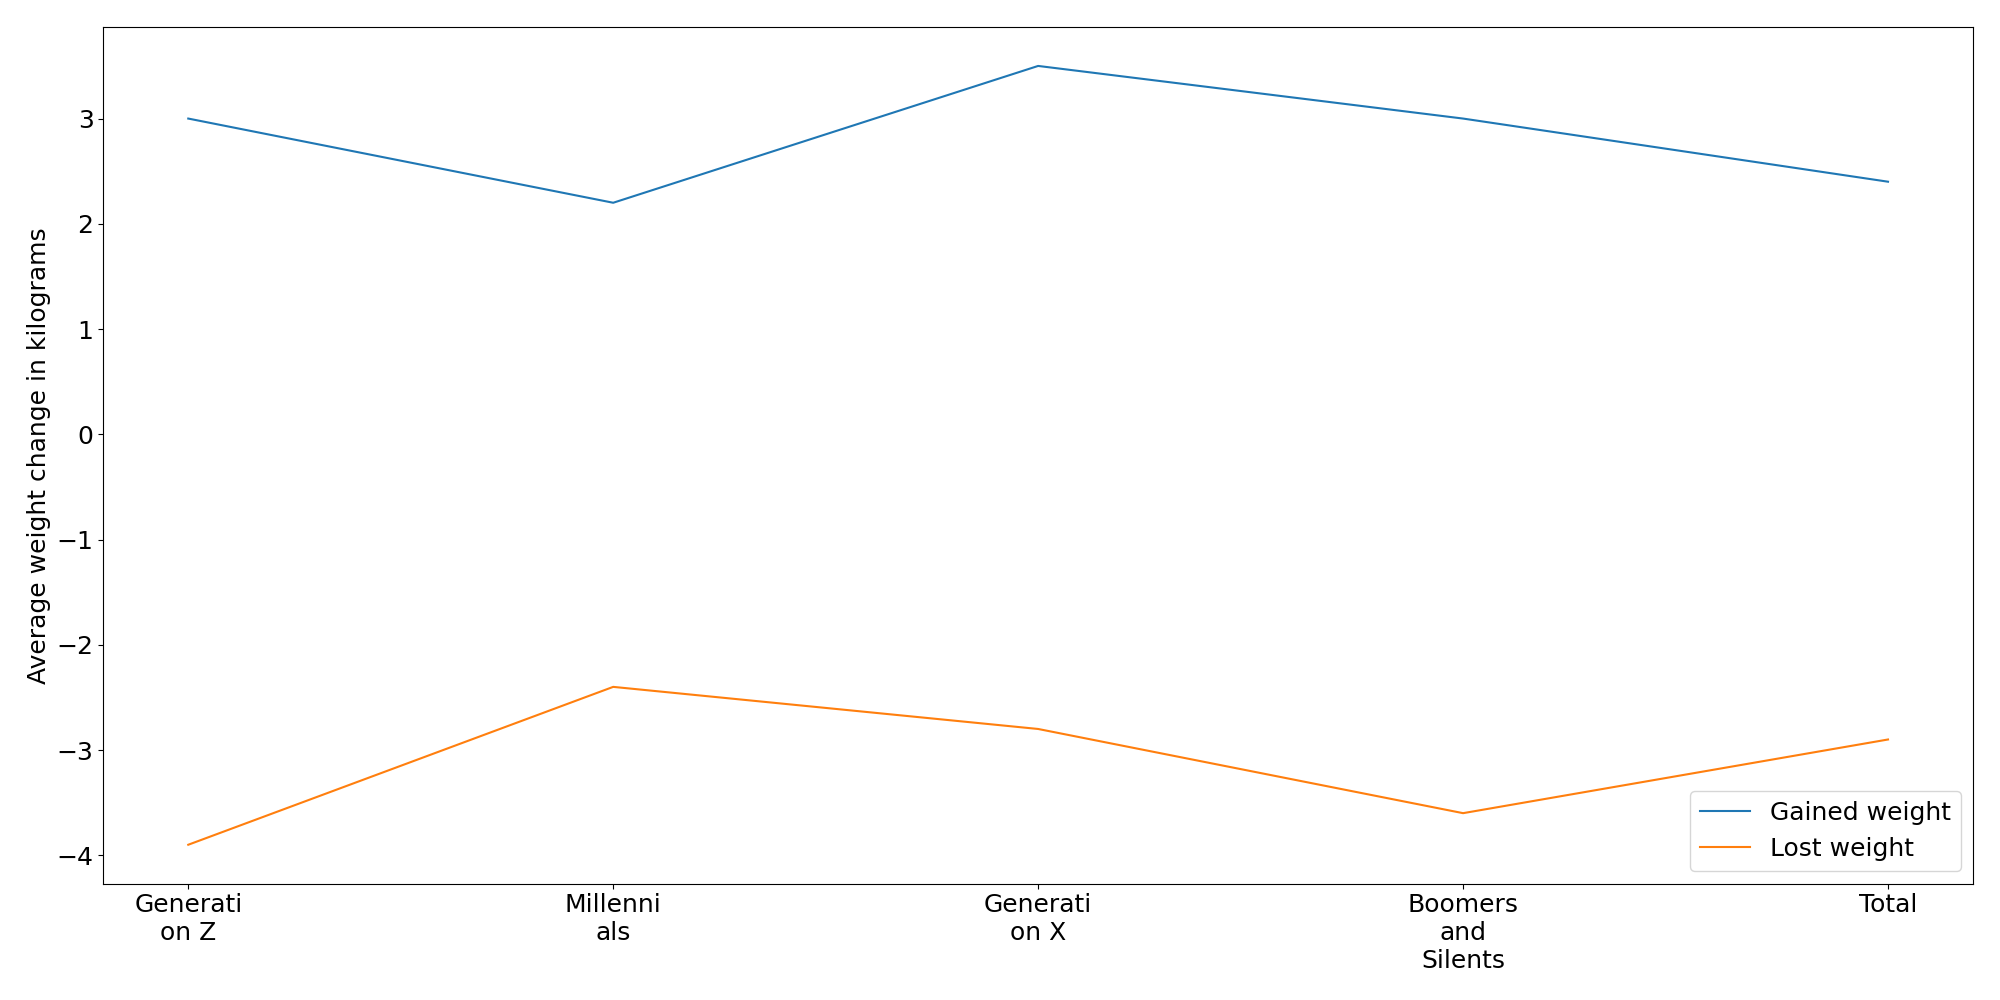 Average weight change in kilograms
3
2
1
0
−1
−2
−3
−4
Generati
on Z
Millenni
als
Generati
on X
Boomers
and
Silents
Total
Gained weight
Lost weight